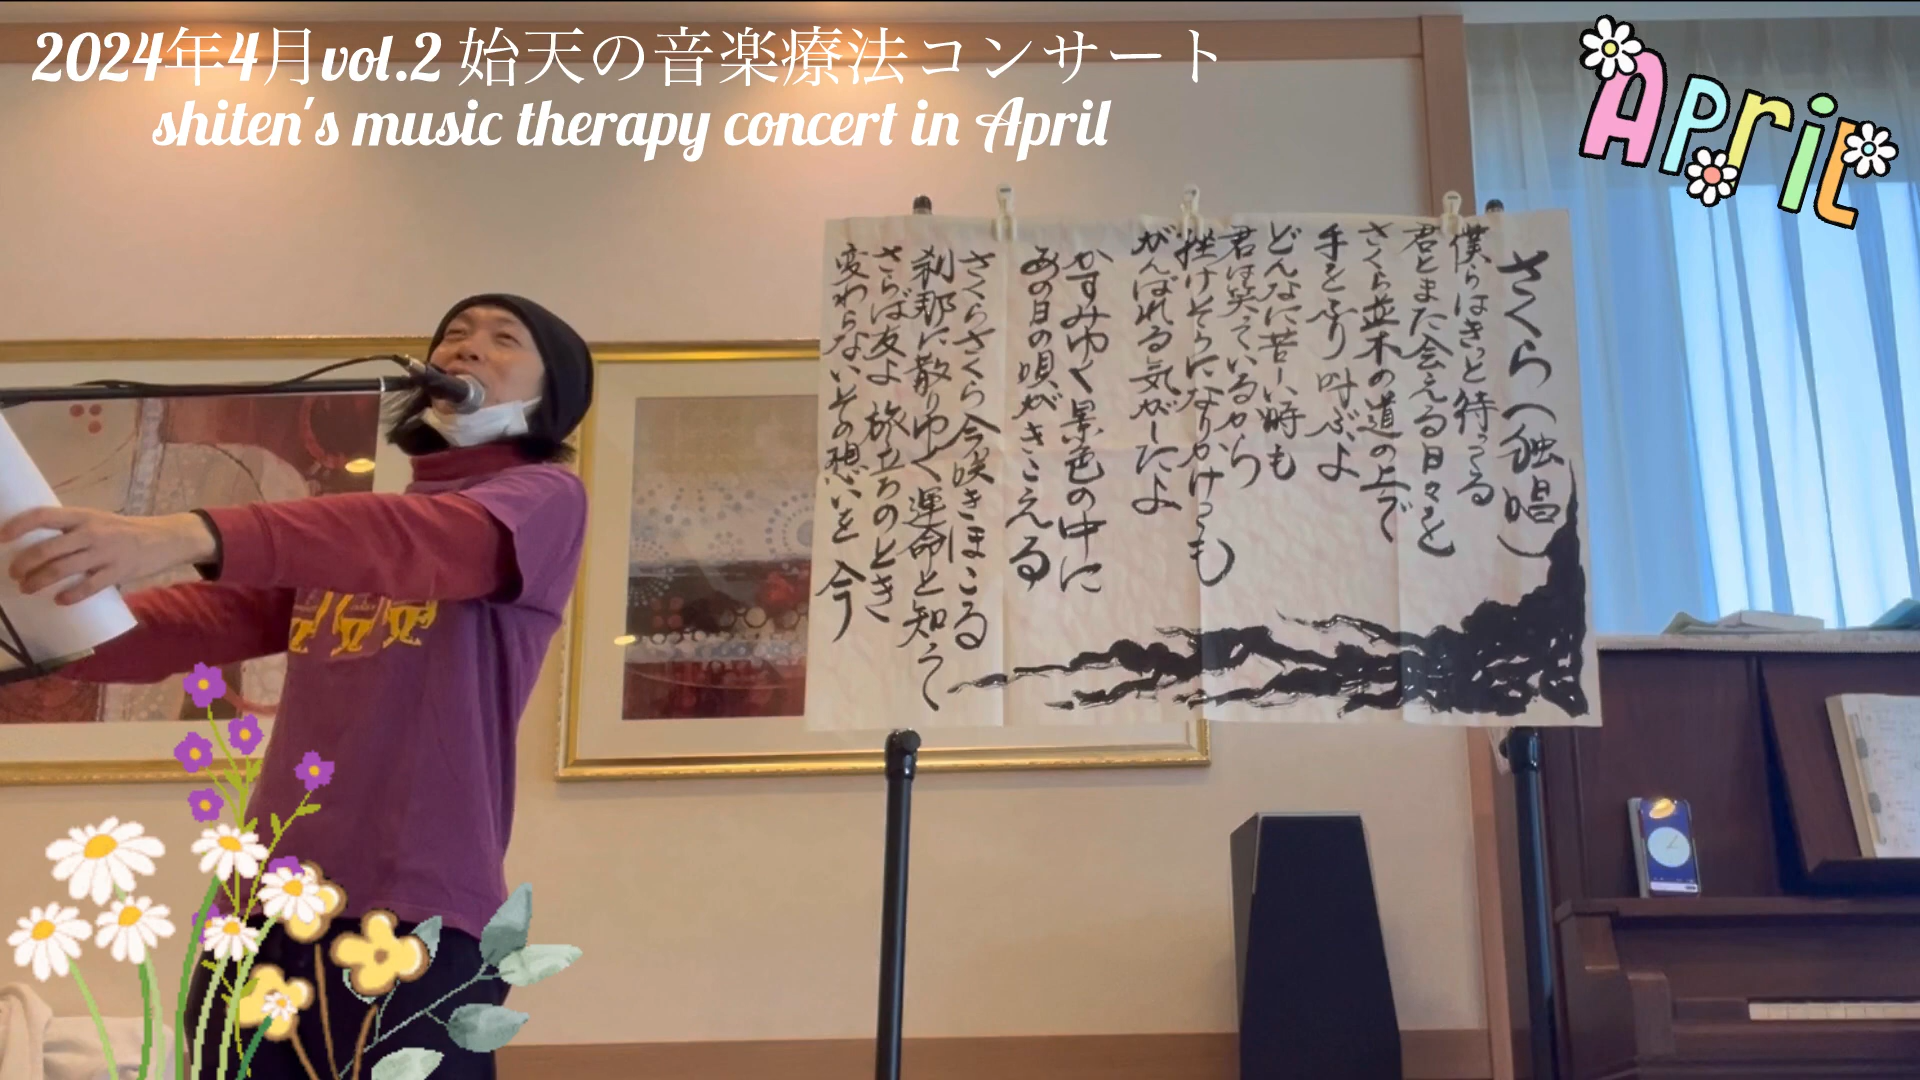 2024年4月vol.2 始天の音楽療法コンサート
shiten's music therapy concert in April
APRIL
さくら(独唱)
僕らはきっと待ってる
君とまた会える日々を
さくら並木の道の上で
手をふり叫ぶよ
どんなに苦しい時も
君は笑っているから
挫けそうになりかけても
がんばれる気がしたよ
かすみゆく景色の中に
あの日の唄がきこえる
さくらさくら今咲きほこる
刹那に散りゆく運命と知って
さらば友よ旅立ちのとき
変わらないその想いを今